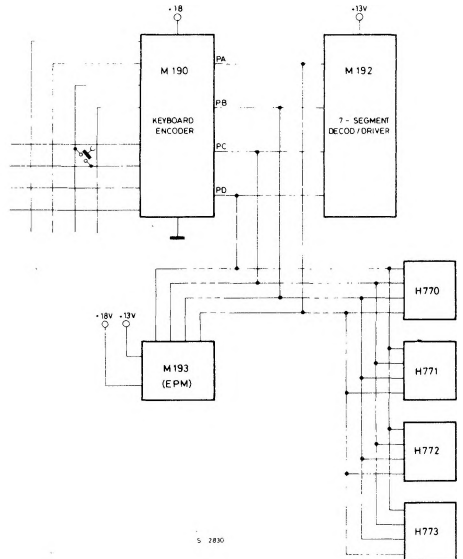 +18
+13V
M 190
PA
M 192
KEYBOARD
ENCODER
PB
7 - SEGMENT
DECOD / DRIVER
PC
PD
H770
+18V
+13V
M 193
(EPM)
H771
H772
H773
S 2830